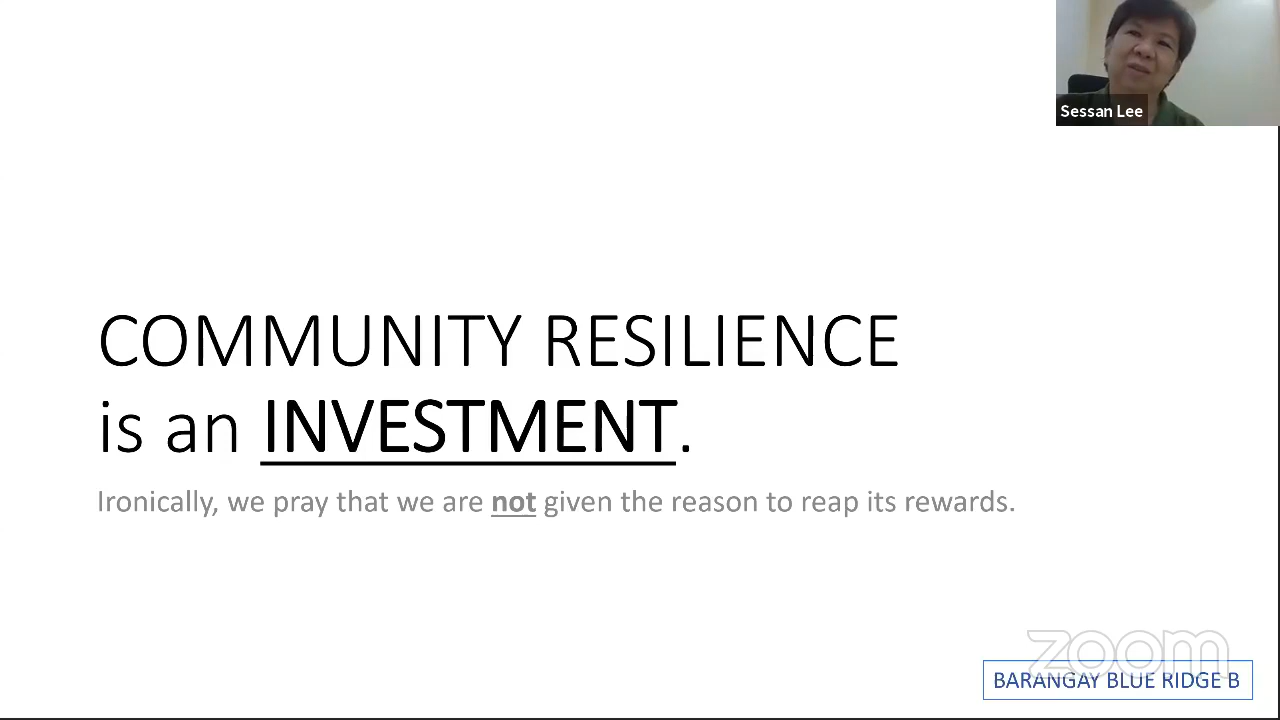 Sessan Lee
COMMUNITY RESILIENCE
is an INVESTMENT.
Ironically, we pray that we are not given the reason to reap its rewards.
zoom
BARANGAY BLUE RIDGE B